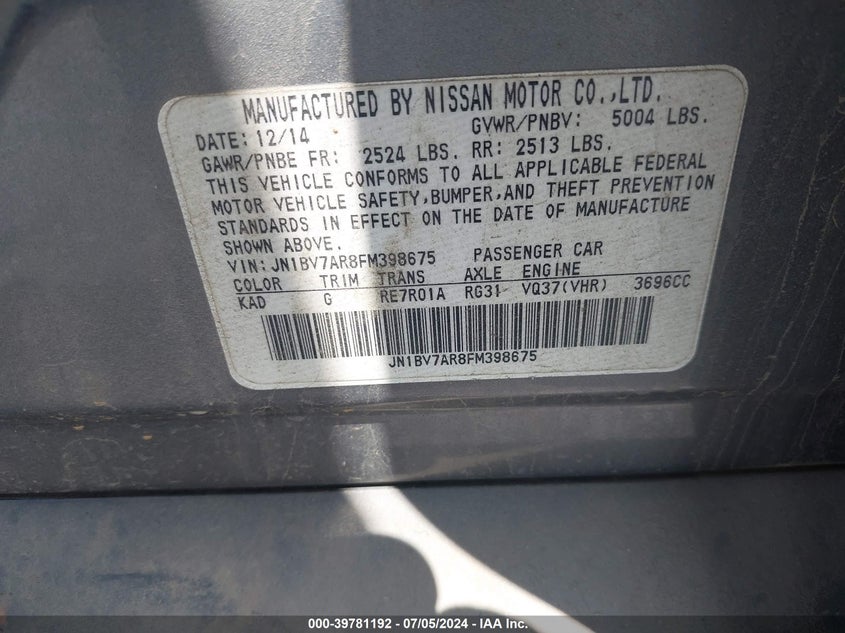 MANUFACTURED BY NISSAN MOTOR CO.,LTD.
DATE: 12/14 GVWR/PNBV: 5004 LBS.
GAWR/PNBE FR: 2524 LBS. RR: 2513 LBS.
THIS VEHICLE CONFORMS TO ALL APPLICABLE FEDERAL
MOTOR VEHICLE SAFETY,BUMPER,AND THEFT PREVENTION
STANDARDS IN EFFECT ON THE DATE OF MANUFACTURE
SHOWN ABOVE.
VIN: JN1BV7AR8FM398675 PASSENGER CAR
COLOR TRIM TRANS AXLE ENGINE
KAD G RE7R01A RG31 VQ37(VHR) 3696CC
JN1BV7AR8FM398675
000-39781192 - 07/05/2024 - IAA Inc.